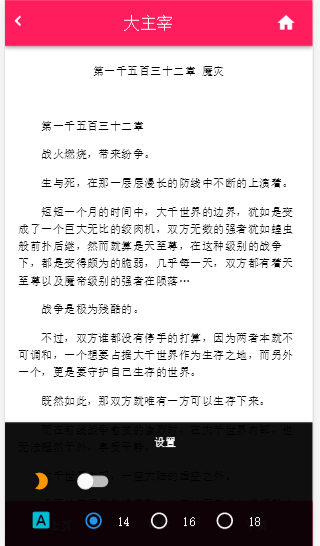 大主宰
第一千五百三十二章 魔灾
第一千五百三十二章
战火燃烧，带来纷争。
生与死，在那一层层漫长的防线中不断的上演着。
短短一个月的时间中，大千世界的边界，犹如是变
成了一个巨大无比的绞肉机，双方无数的强者犹如蝗虫
般前扑后继，然而就算是天至尊，在这种级别的战争
下，都是变得颇为的脆弱，几乎每一天，双方都有着天
至尊以及魔帝级别的强者在陨落…
战争是极为残酷的。
不过，双方谁都没有停手的打算，因为两者本就不
可调和，一个想要占据大千世界作为生存之地，而另外
一个，更是要守护自己生存的世界。
既然如此，那双方就唯有一方可以生存下来。
设置
A 14 16 18